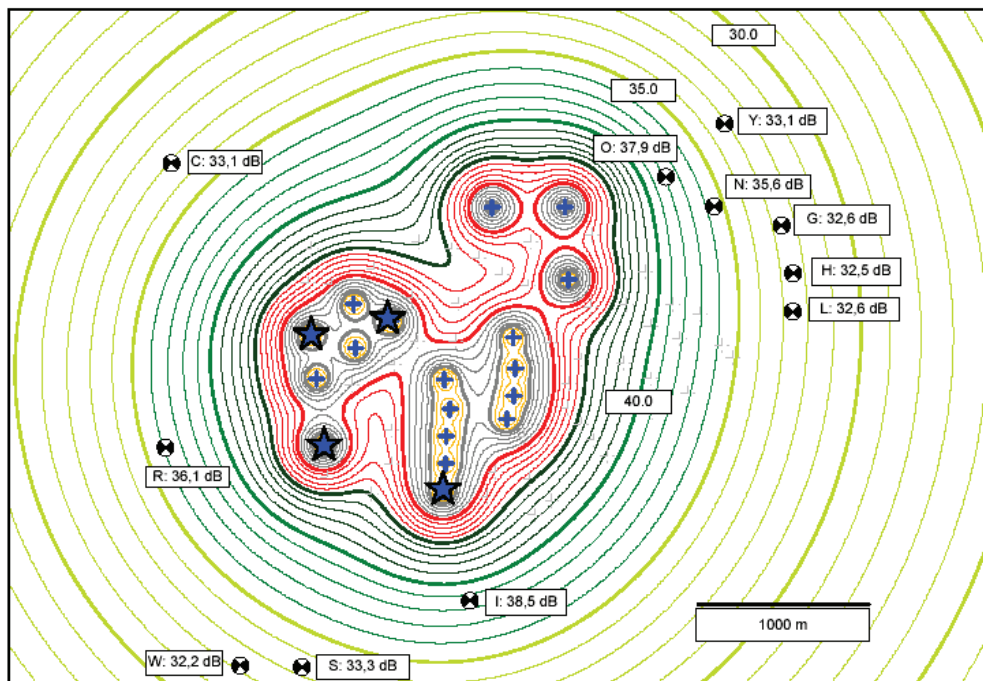 30.0
35.0
Y: 33,1 dB
O: 37,9 dB
C: 33,1 dB
N: 35,6 dB
G: 32,6 dB
H: 32,5 dB
L: 32,6 dB
40.0
R: 36,1 dB
I: 38,5 dB
1000 m
W: 32,2 dB
S: 33,3 dB